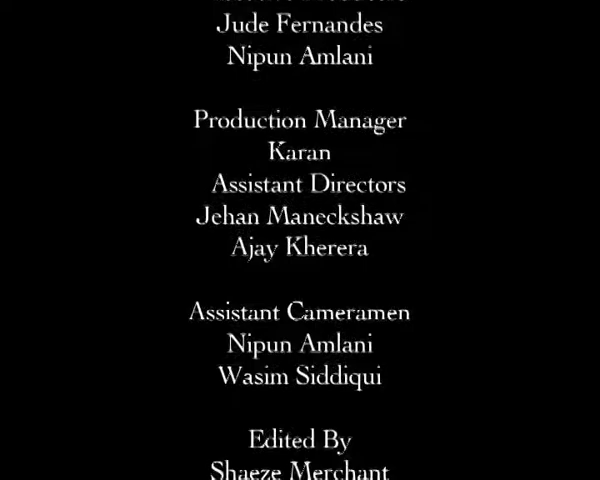 Jude Fernandes
Nipun Amlani
Production Manager
Karan
Assistant Directors
Jehan Maneckshaw
Ajay Kherera
Assistant Cameramen
Nipun Amlani
Wasim Siddiqui
Edited By
Shaeze Merchant